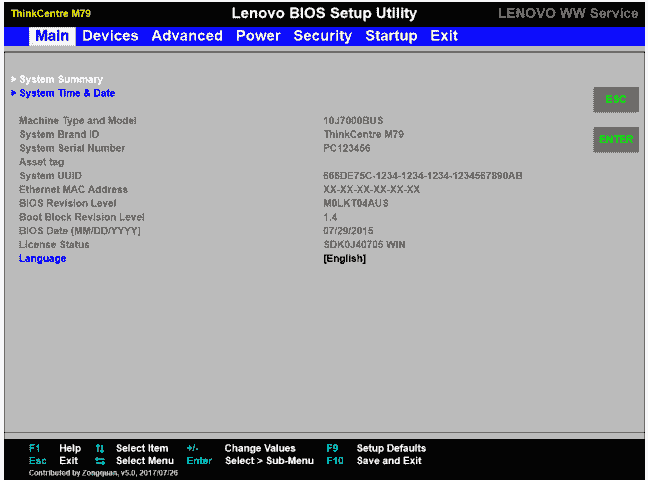 ThinkCentre M79 Lenovo BIOS Setup Utility LENOVO WW Service
Main Devices Advanced Power Security Startup Exit
System Summary
System Time & Date
ESC
Machine Type and Model 10J7000BUS
System Brand ID ThinkCentre M79
ENTER
System Serial Number PC123456
Asset tag
System UUID 666DE75C-1234-1234-1234-1234567890AB
Ethernet MAC Address XX-XX-XX-XX-XX-XX
BIOS Revision Level M0LKT04AUS
Boot Block Revision Level 1.4
BIOS Date [MM/DD/YYYY] 07/29/2015
License Status SDK0J40705 WIN
Language [English]
F1 Help ↑↓ Select Item +/- Change Values F9 Setup Defaults
Esc Exit ⇆ Select Menu Enter Select > Sub-Menu F10 Save and Exit
Contributed by Zongquan, v5.0, 2017/07/26